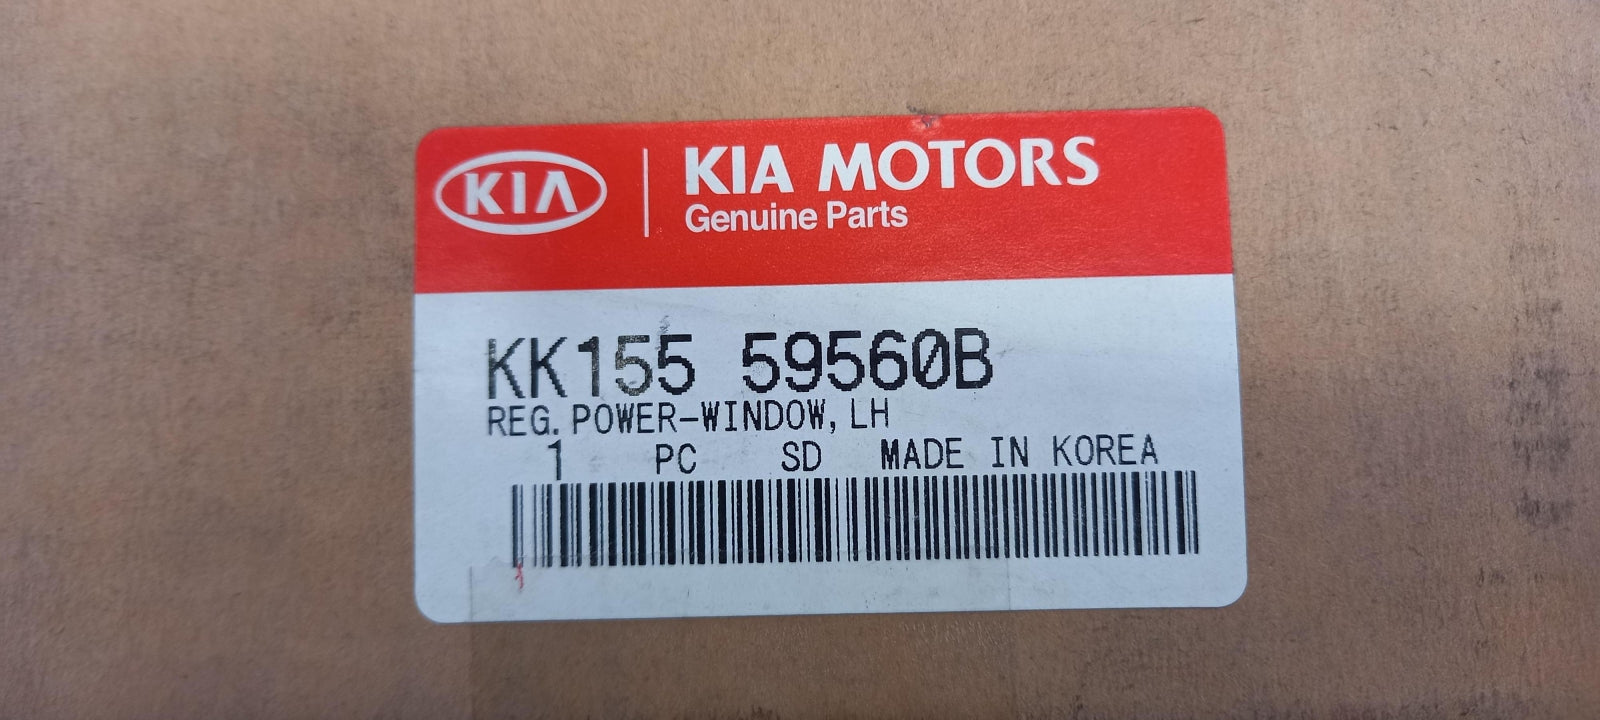 KIA
KIA MOTORS
Genuine Parts
KK155 59560B
REG. POWER-WINDOW, LH
1 PC SD MADE IN KOREA